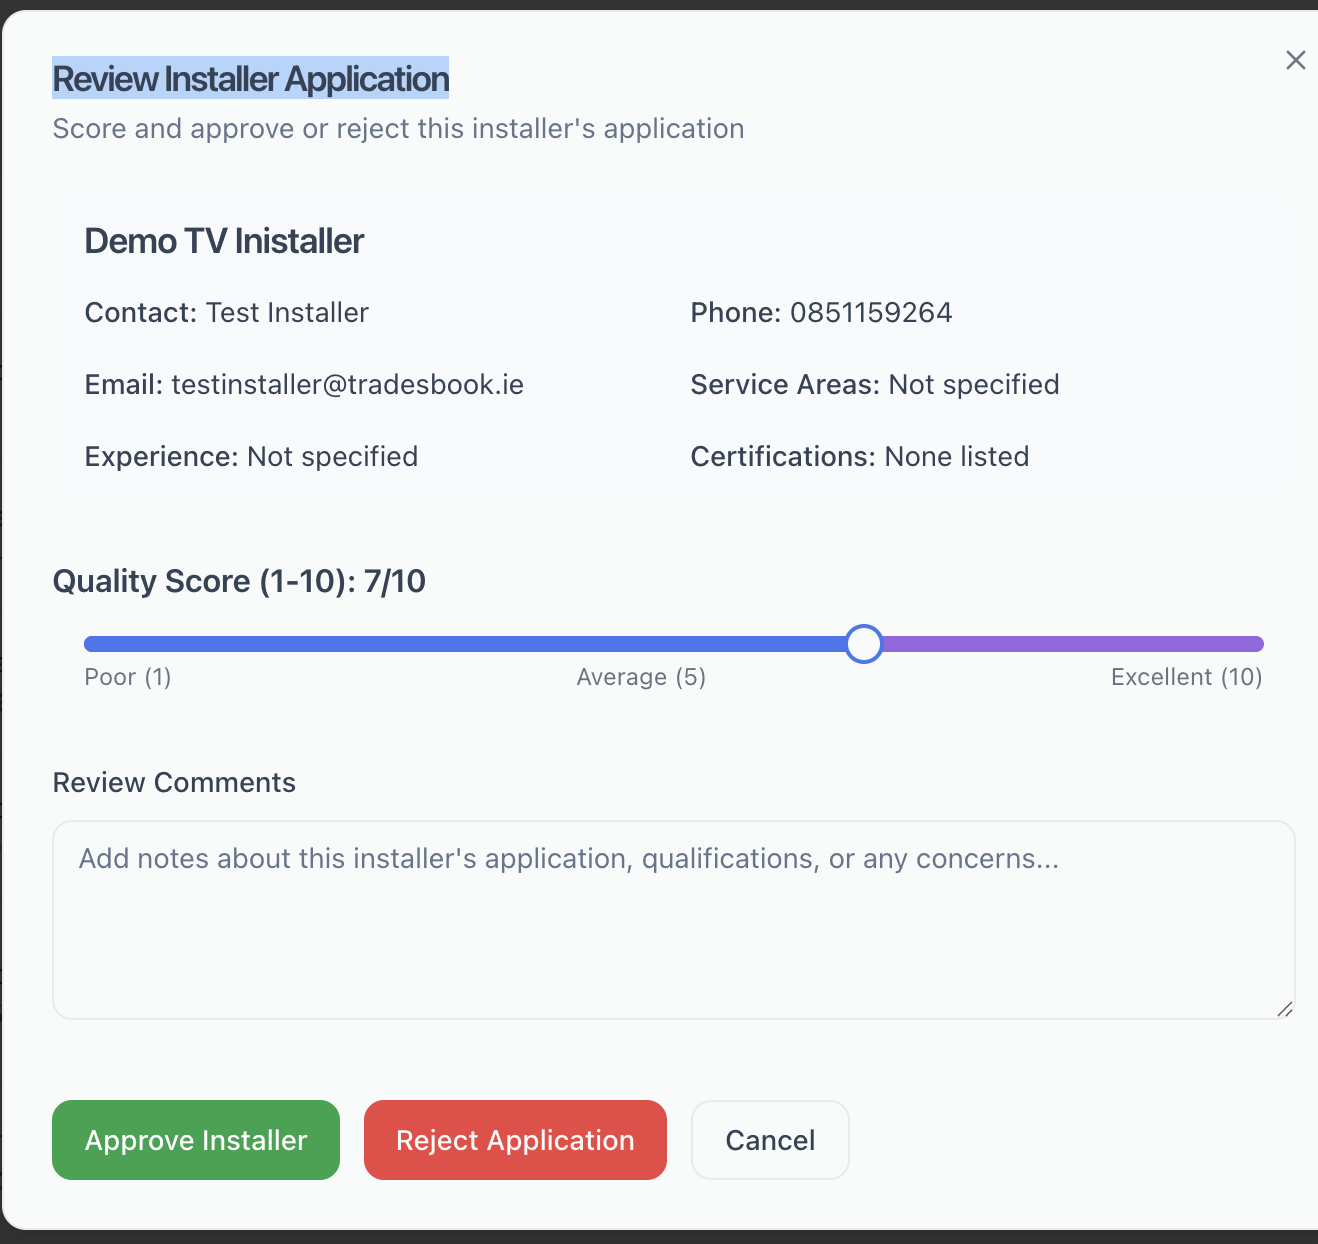 Review Installer Application
Score and approve or reject this installer's application
Demo TV Inistaller
Contact: Test Installer
Phone: 0851159264
Email: testinstaller@tradesbook.ie
Service Areas: Not specified
Experience: Not specified
Certifications: None listed
Quality Score (1-10): 7/10
Poor (1)
Average (5)
Excellent (10)
Review Comments
Add notes about this installer's application, qualifications, or any concerns...
Approve Installer
Reject Application
Cancel